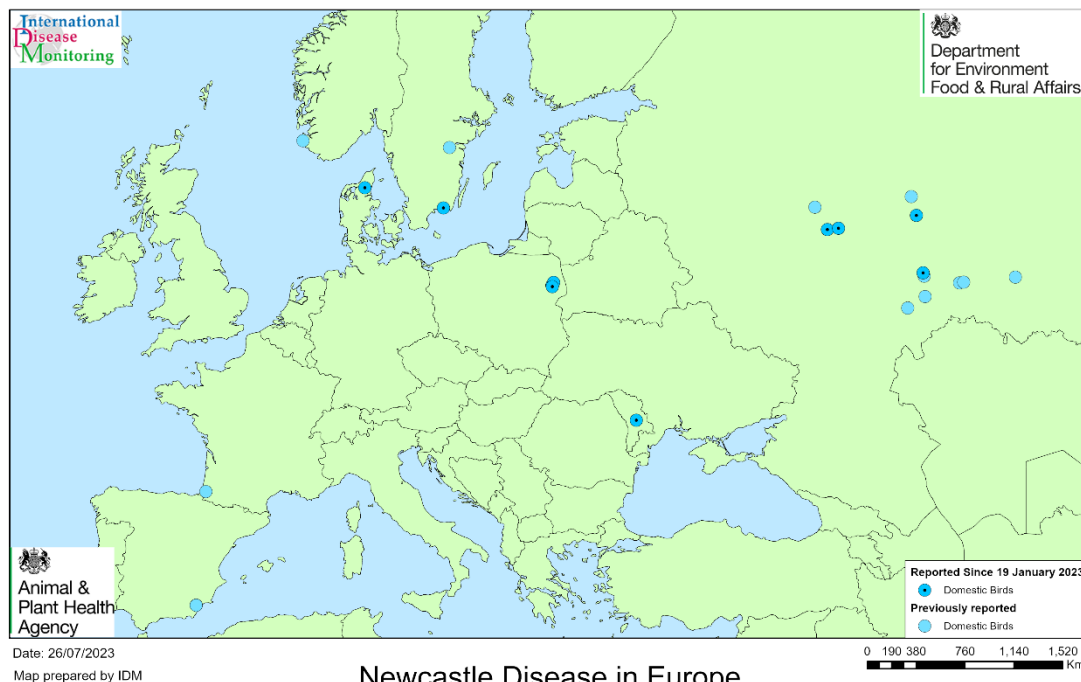 International
Disease
Monitoring
Department
for Environment
Food & Rural Affairs
Animal &
Plant Health
Agency
Reported Since 19 January 2023
Domestic Birds
Previously reported
Domestic Birds
Date: 26/07/2023
Map prepared by IDM
Newcastle Disease in Europe
0 190 380 760 1,140 1,520
Km